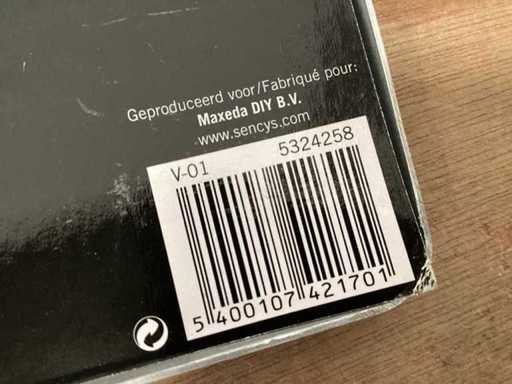 Geproduceerd voor/Fabriqué pour:
Maxeda DIY B.V.
www.sencys.com
V-01 5324258
5 400107 421701